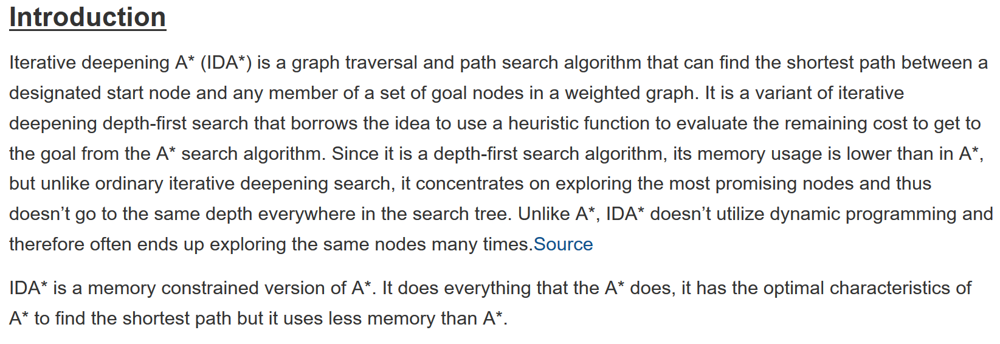 Introduction
Iterative deepening A* (IDA*) is a graph traversal and path search algorithm that can find the shortest path between a
designated start node and any member of a set of goal nodes in a weighted graph. It is a variant of iterative
deepening depth-first search that borrows the idea to use a heuristic function to evaluate the remaining cost to get to
the goal from the A* search algorithm. Since it is a depth-first search algorithm, its memory usage is lower than in A*,
but unlike ordinary iterative deepening search, it concentrates on exploring the most promising nodes and thus
doesn’t go to the same depth everywhere in the search tree. Unlike A*, IDA* doesn’t utilize dynamic programming and
therefore often ends up exploring the same nodes many times.Source
IDA* is a memory constrained version of A*. It does everything that the A* does, it has the optimal characteristics of
A* to find the shortest path but it uses less memory than A*.